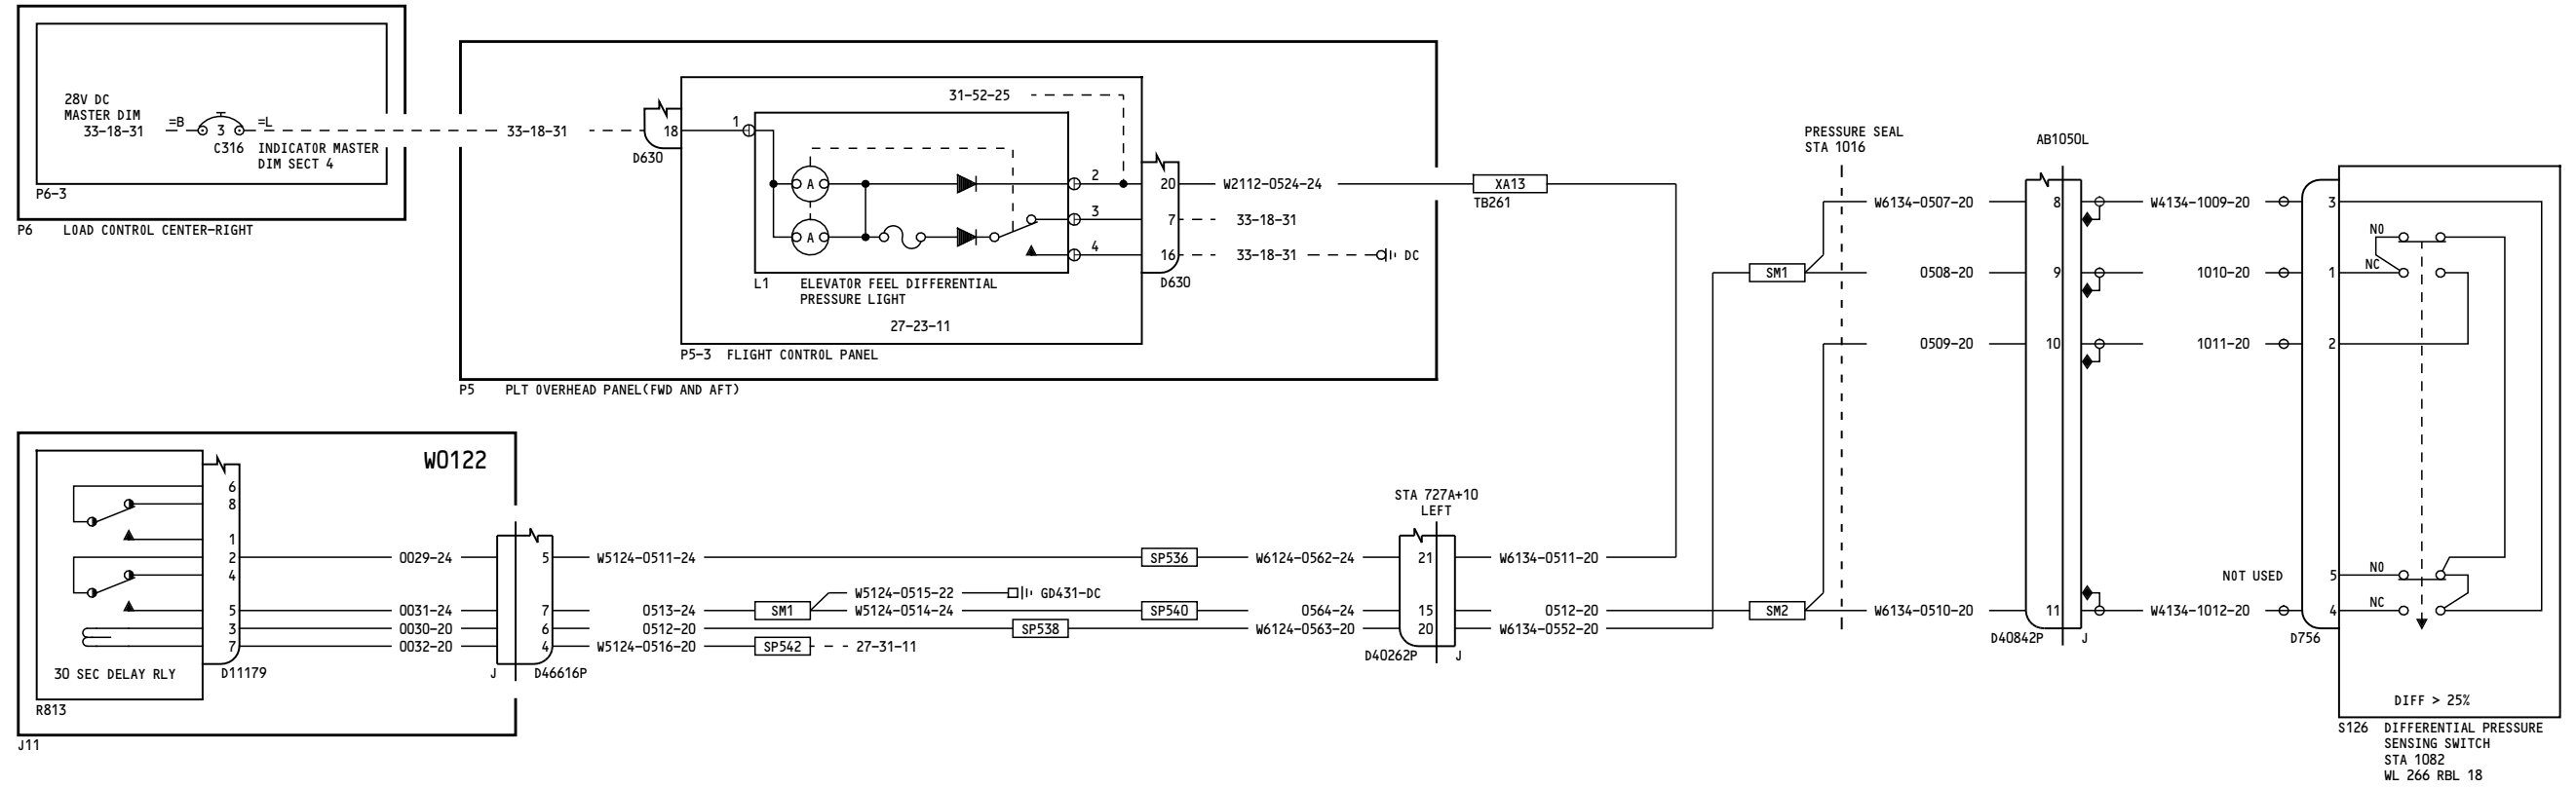 28V DC
MASTER DIM
33-18-31
=B
3
=L
C316
INDICATOR MASTER
DIM SECT 4
P6-3
P6 LOAD CONTROL CENTER-RIGHT
33-18-31
18
D630
1
31-52-25
A
A
2
3
4
20
7
16
D630
W2112-0524-24
33-18-31
33-18-31
DC
L1 ELEVATOR FEEL DIFFERENTIAL
PRESSURE LIGHT
27-23-11
P5-3 FLIGHT CONTROL PANEL
P5 PLT OVERHEAD PANEL(FWD AND AFT)
XA13
TB261
PRESSURE SEAL
STA 1016
AB1050L
W6134-0507-20
8
W4134-1009-20
3
SM1
0508-20
9
1010-20
1
0509-20
10
1011-20
2
NO
NC
W0122
6
8
1
2
4
5
3
7
30 SEC DELAY RLY
D11179
R813
J11
0029-24
0031-24
0030-20
0032-20
5
7
6
4
J
D46616P
W5124-0511-24
0513-24
0512-20
W5124-0516-20
SM1
W5124-0515-22
GD431-DC
W5124-0514-24
SP536
SP540
SP538
SP542
27-31-11
W6124-0562-24
0564-24
W6124-0563-20
STA 727A+10
LEFT
21
15
20
D40262P
J
W6134-0511-20
0512-20
W6134-0552-20
SM2
W6134-0510-20
11
D40842P
J
W4134-1012-20
NOT USED
5
4
D756
NO
NC
DIFF > 25%
S126 DIFFERENTIAL PRESSURE
SENSING SWITCH
STA 1082
WL 266 RBL 18